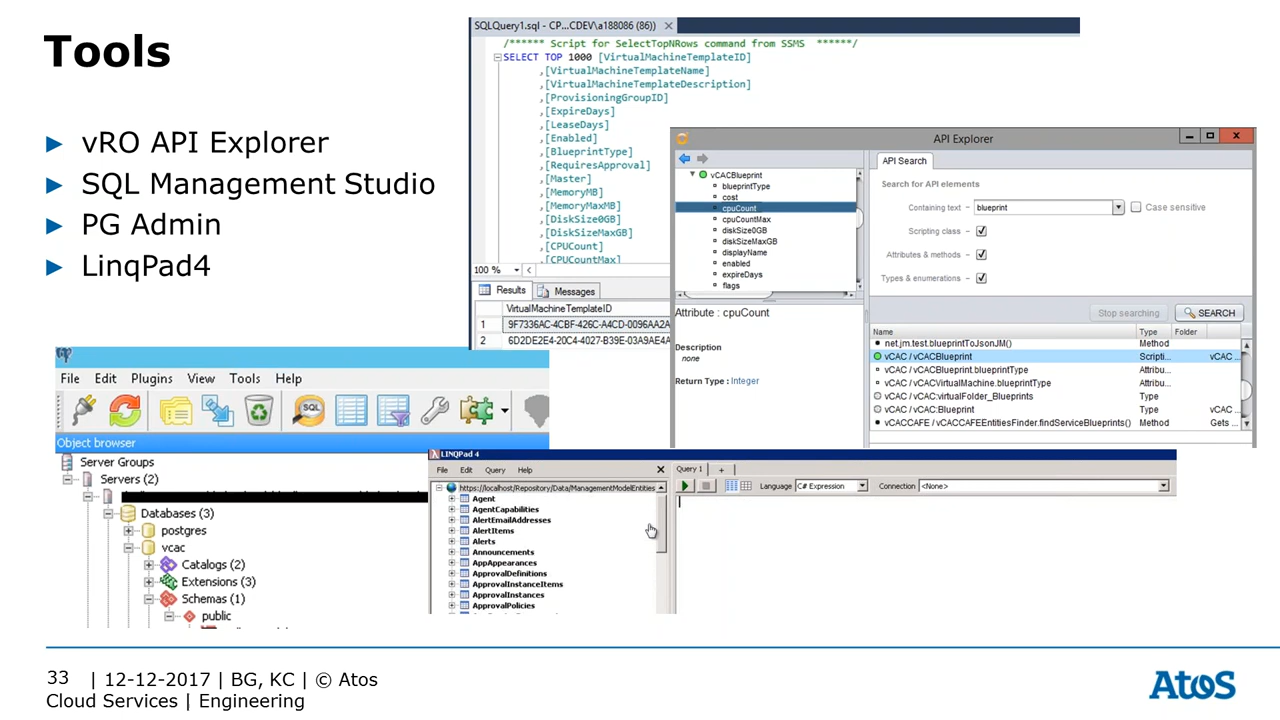 Tools
vRO API Explorer
SQL Management Studio
PG Admin
LinqPad4
SQLQuery1.sql - CP...CDEV\a188086 (86))
/****** Script for SelectTopNRows command from SSMS ******/
SELECT TOP 1000 [VirtualMachineTemplateID]
,[VirtualMachineTemplateName]
,[VirtualMachineTemplateDescription]
,[ProvisioningGroupID]
,[ExpireDays]
,[LeaseDays]
,[Enabled]
,[BlueprintType]
,[RequiresApproval]
,[Master]
,[MemoryMB]
,[MemoryMaxMB]
,[DiskSize0GB]
,[DiskSizeMaxGB]
,[CPUCount]
,[CPUCountMax]
100 %
Results Messages
VirtualMachineTemplateID
1 9F7336AC-4CBF-426C-A4CD-0096AA2A
2 6D2DE2E4-20C4-4027-B39E-03A9AE4A
API Explorer
vCACBlueprint
blueprintType
cost
cpuCount
cpuCountMax
diskSize0GB
diskSizeMaxGB
displayName
enabled
expireDays
flags
Attribute : cpuCount
Description
none
Return Type : Integer
API Search
Search for API elements
Containing text blueprint Case sensitive
Scripting class
Attributes & methods
Types & enumerations
Stop searching SEARCH
Name Type Folder
net.jm.test.blueprintToJsonJM() Method
vCAC / vCACBlueprint Scripti... vCAC ...
vCAC / vCACBlueprint.blueprintType Attribu...
vCAC / vCACVirtualMachine.blueprintType Attribu...
vCAC / vCAC:virtualFolder_Blueprints Type
vCAC / vCAC:Blueprint Type vCAC ...
vCACCAFE / vCACCAFEEntitiesFinder.findServiceBlueprints() Method Gets ...
File Edit Plugins View Tools Help
SQL
Object browser
Server Groups
Servers (2)
Databases (3)
postgres
vcac
Catalogs (2)
Extensions (3)
Schemas (1)
public
LINQPad 4
File Edit Query Help
https://localhost/Repository/Data/ManagementModelEntities
Agent
AgentCapabilities
AlertEmailAddresses
AlertItems
Alerts
Announcements
AppAppearances
ApprovalDefinitions
ApprovalInstanceItems
ApprovalInstances
ApprovalPolicies
Query 1 +
Language C# Expression Connection <None>
33 | 12-12-2017 | BG, KC | © Atos
Cloud Services | Engineering
Atos